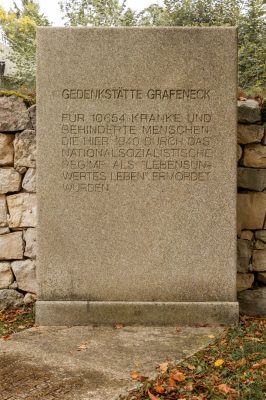 GEDENKSTÄTTE GRAFENECK
FÜR 10654 KRANKE UND
BEHINDERTE MENSCHEN,
DIE HIER 1940 DURCH DAS
NATIONALSOZIALISTISCHE
REGIME ALS "LEBENSUN-
WERTES LEBEN" ERMORDET
WURDEN